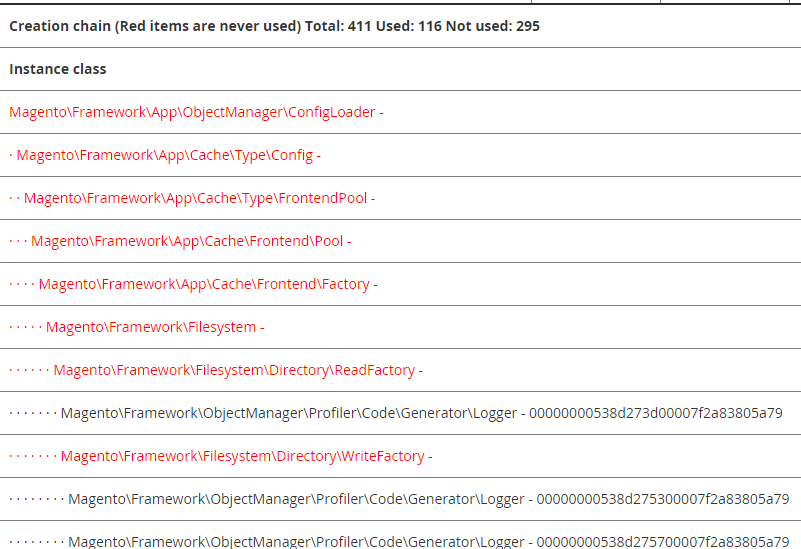 Creation chain (Red items are never used) Total: 411 Used: 116 Not used: 295
Instance class
Magento\Framework\App\ObjectManager\ConfigLoader -
· Magento\Framework\App\Cache\Type\Config -
· · Magento\Framework\App\Cache\Type\FrontendPool -
· · · Magento\Framework\App\Cache\Frontend\Pool -
· · · · Magento\Framework\App\Cache\Frontend\Factory -
· · · · · Magento\Framework\Filesystem -
· · · · · · Magento\Framework\Filesystem\Directory\ReadFactory -
· · · · · · · Magento\Framework\ObjectManager\Profiler\Code\Generator\Logger - 00000000538d273d00007f2a83805a79
· · · · · · · Magento\Framework\Filesystem\Directory\WriteFactory -
· · · · · · · · Magento\Framework\ObjectManager\Profiler\Code\Generator\Logger - 00000000538d275300007f2a83805a79
· · · · · · · · Magento\Framework\ObjectManager\Profiler\Code\Generator\Logger - 00000000538d275700007f2a83805a79